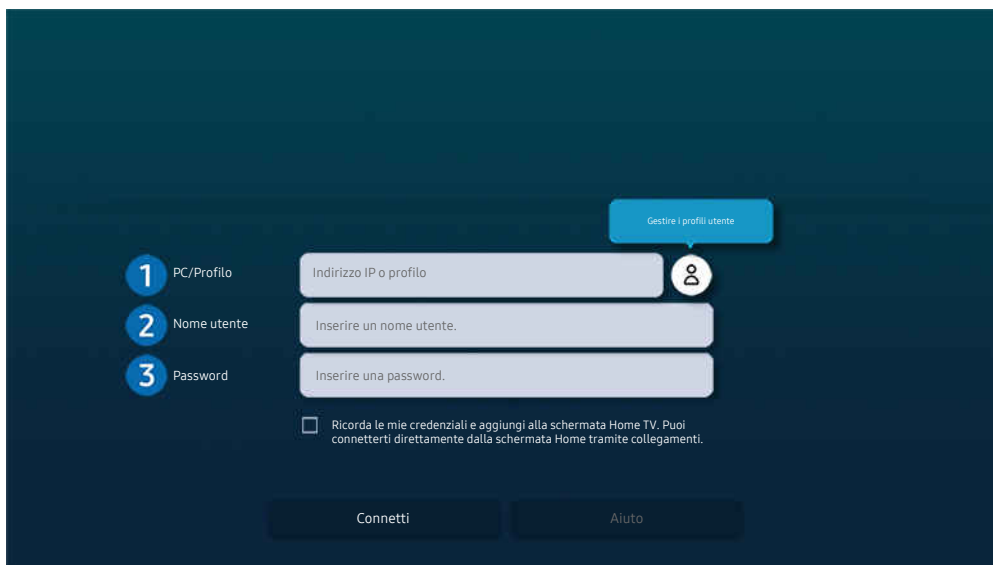 Gestire i profili utente
1 PC/Profilo Indirizzo IP o profilo
2 Nome utente Inserire un nome utente.
3 Password Inserire una password.
Ricorda le mie credenziali e aggiungi alla schermata Home TV. Puoi
connetterti direttamente dalla schermata Home tramite collegamenti.
Connetti Aiuto